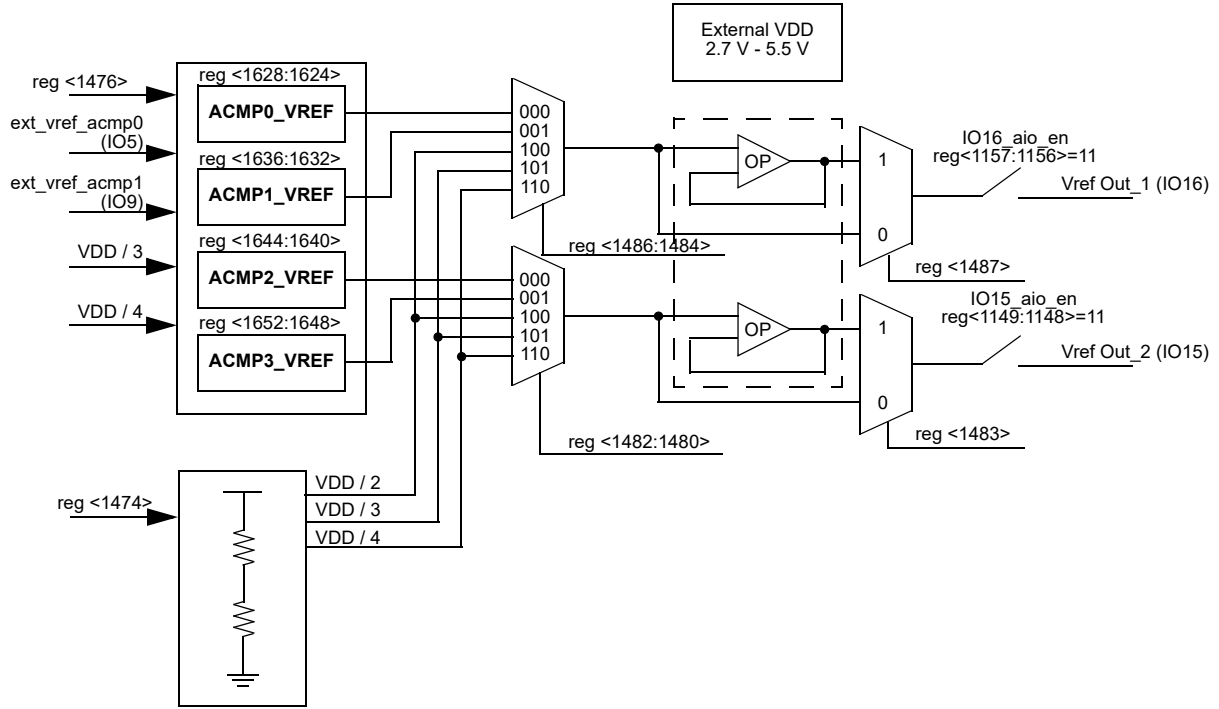 External VDD
2.7 V - 5.5 V
reg <1476>
ext_vref_acmp0
(IO5)
ext_vref_acmp1
(IO9)
VDD / 3
VDD / 4
reg <1628:1624>
ACMP0_VREF
reg <1636:1632>
ACMP1_VREF
reg <1644:1640>
ACMP2_VREF
reg <1652:1648>
ACMP3_VREF
000
001
100
101
110
reg <1486:1484>
OP
1
0
reg <1487>
IO16_aio_en
reg<1157:1156>=11
Vref Out_1 (IO16)
000
001
100
101
110
reg <1482:1480>
OP
1
0
reg <1483>
IO15_aio_en
reg<1149:1148>=11
Vref Out_2 (IO15)
reg <1474>
VDD / 2
VDD / 3
VDD / 4